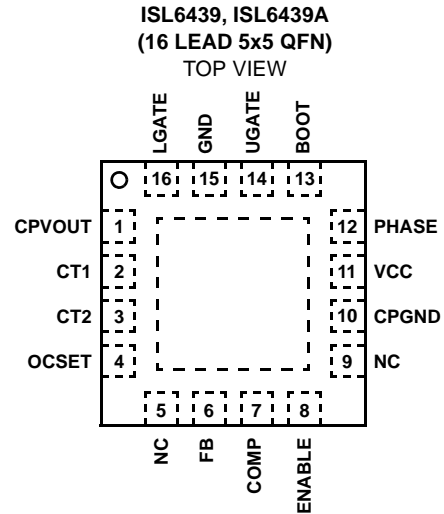 ISL6439, ISL6439A
(16 LEAD 5x5 QFN)
TOP VIEW
LGATE
GND
UGATE
BOOT
16
15
14
13
CPVOUT 1
CT1 2
CT2 3
OCSET 4
12 PHASE
11 VCC
10 CPGND
9 NC
5
6
7
8
NC
FB
COMP
ENABLE